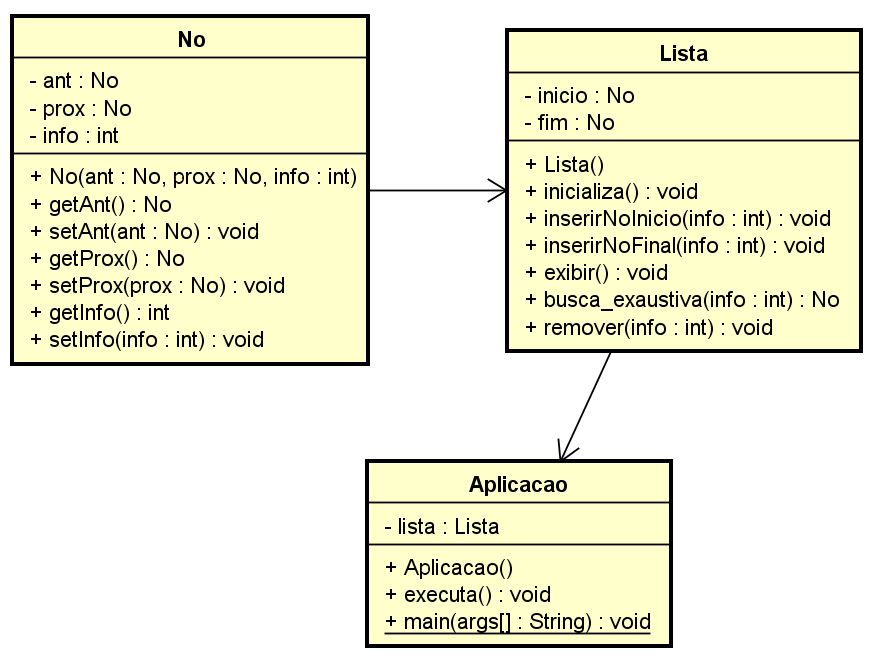 No
- ant : No
- prox : No
- info : int
+ No(ant : No, prox : No, info : int)
+ getAnt() : No
+ setAnt(ant : No) : void
+ getProx() : No
+ setProx(prox : No) : void
+ getInfo() : int
+ setInfo(info : int) : void
Lista
- inicio : No
- fim : No
+ Lista()
+ inicializa() : void
+ inserirNoInicio(info : int) : void
+ inserirNoFinal(info : int) : void
+ exibir() : void
+ busca_exaustiva(info : int) : No
+ remover(info : int) : void
Aplicacao
- lista : Lista
+ Aplicacao()
+ executa() : void
+ main(args[] : String) : void